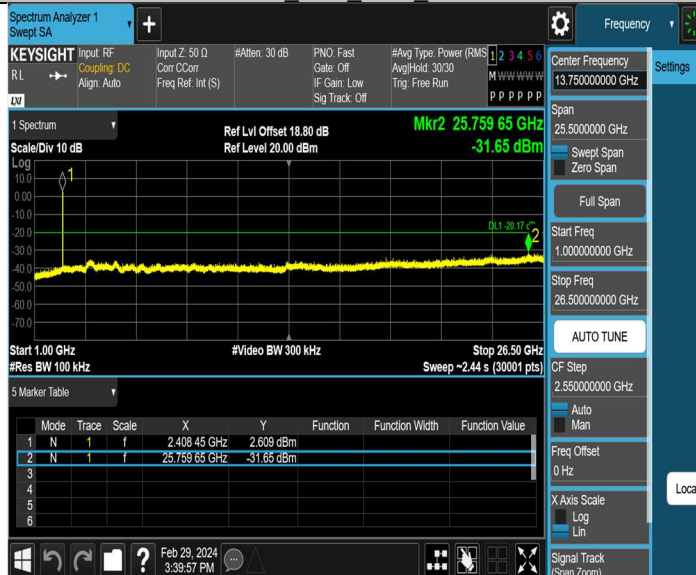 Spectrum Analyzer 1
Swept SA
+
Frequency
KEYSIGHT Input: RF Input Z: 50 Ω #Atten: 30 dB PNO: Fast #Avg Type: Power (RMS 1 2 3 4 5 6
RL Coupling: DC Corr CCorr Gate: Off Avg|Hold: 30/30 M W W W W W
Align: Auto Freq Ref: Int (S) IF Gain: Low Trig: Free Run
LXI Sig Track: Off P P P P P P
Center Frequency
13.750000000 GHz
Settings
Span
25.5000000 GHz
Swept Span
Zero Span
Full Span
Start Freq
1.000000000 GHz
Stop Freq
26.500000000 GHz
AUTO TUNE
CF Step
2.550000000 GHz
Auto
Man
Freq Offset
0 Hz
X Axis Scale
Log
Lin
Signal Track
(Span Zoom)
Loca
1 Spectrum
Ref Lvl Offset 18.80 dB Mkr2 25.759 65 GHz
Scale/Div 10 dB Ref Level 20.00 dBm -31.65 dBm
Log
10.0 1
0.00
-10.0
DL1 -20.17
-20.0 2
-30.0
-40.0
-50.0
-60.0
-70.0
Start 1.00 GHz #Video BW 300 kHz Stop 26.50 GHz
#Res BW 100 kHz Sweep ~2.44 s (30001 pts)
5 Marker Table
Mode Trace Scale X Y Function Function Width Function Value
1 N 1 f 2.408 45 GHz 2.609 dBm
2 N 1 f 25.759 65 GHz -31.65 dBm
3
4
5
6
? Feb 29, 2024
3:39:57 PM